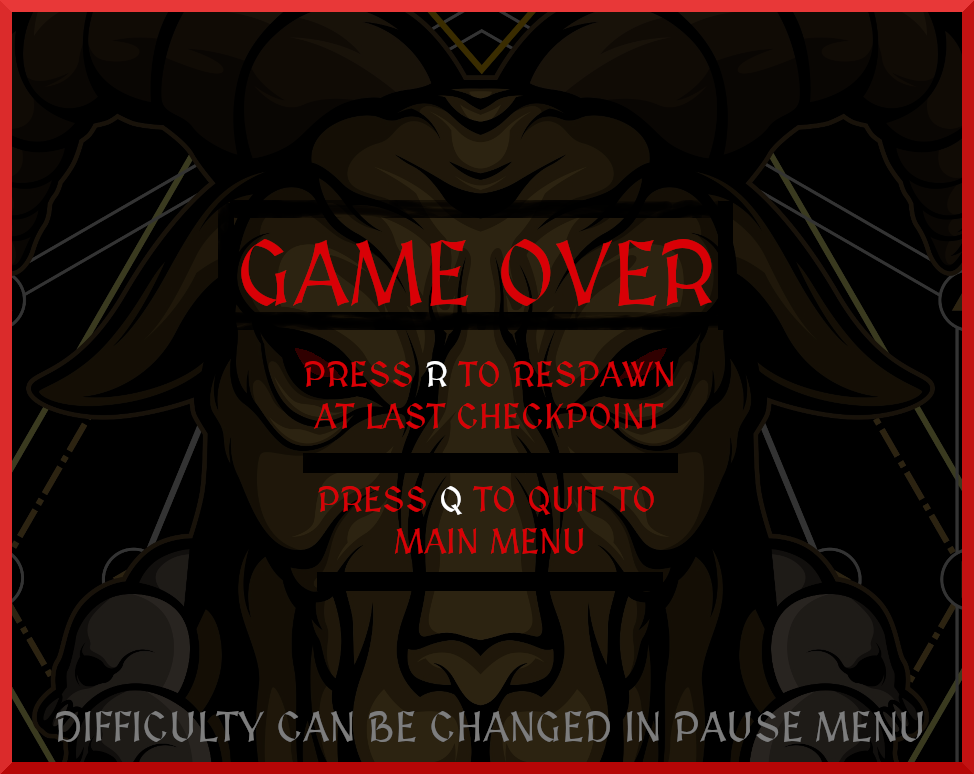 GAME OVER
PRESS R TO RESPAWN
AT LAST CHECKPOINT
PRESS Q TO QUIT TO
MAIN MENU
DIFFICULTY CAN BE CHANGED IN PAUSE MENU